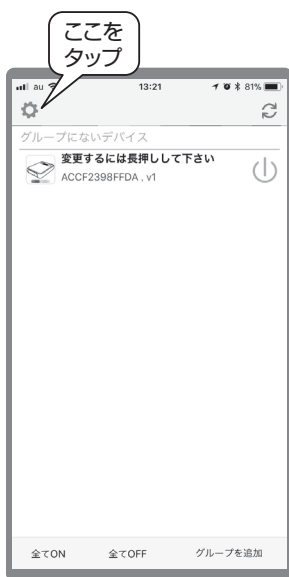 ここを
タップ
au 13:21 81%
グループにないデバイス
変更するには長押しして下さい
ACCF2398FFDA . v1
全てON 全てOFF グループを追加